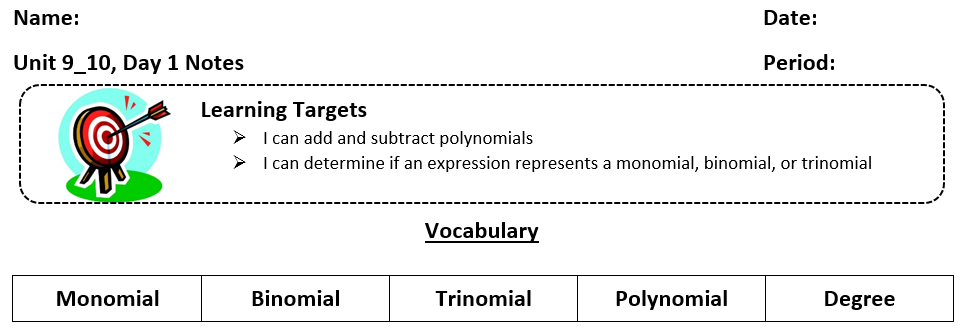 Name: Date:
Unit 9_10, Day 1 Notes Period:
Learning Targets
➢ I can add and subtract polynomials
➢ I can determine if an expression represents a monomial, binomial, or trinomial
Vocabulary
Monomial Binomial Trinomial Polynomial Degree